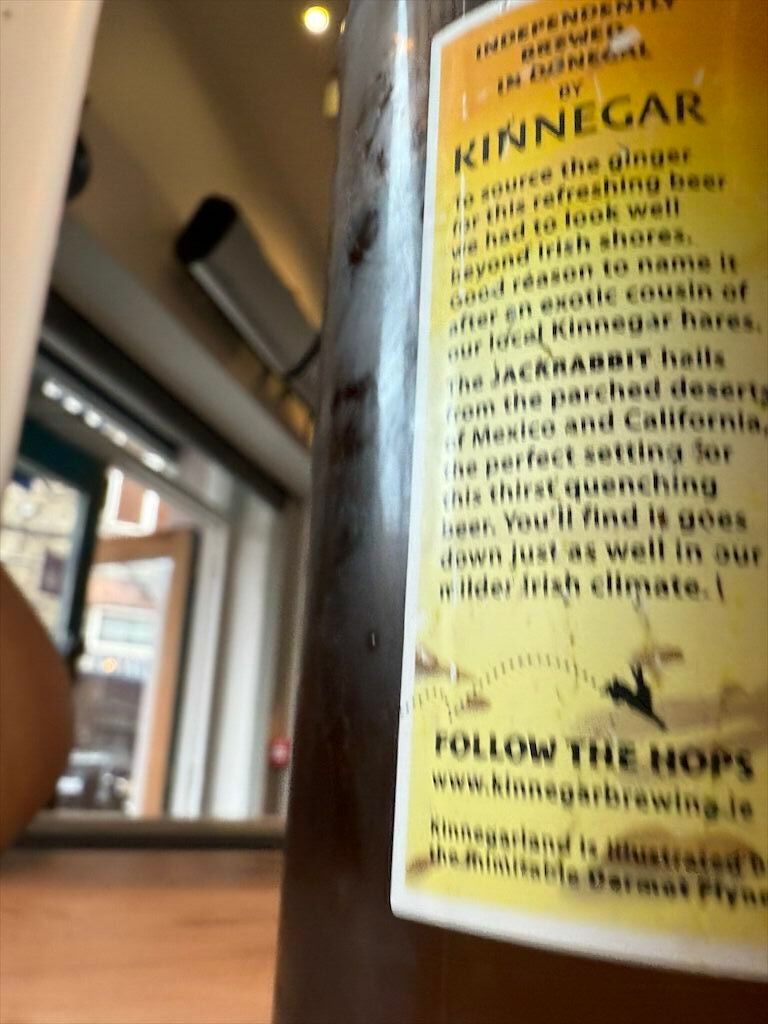 INDEPENDENTLY
BREWED
IN DONEGAL
BY
KINNEGAR
To source the ginger
for this refreshing beer
we had to look well
beyond Irish shores.
Good reason to name it
after an exotic cousin of
our local Kinnegar hares.
The JACKRABBIT hails
from the parched deserts
of Mexico and California,
the perfect setting for
this thirst quenching
beer. You'll find is goes
down just as well in our
milder Irish climate.
FOLLOW THE HOPS
www.kinnegarbrewing.ie
Kinnegarland is illustrated
the inimitable Dermot Flynn